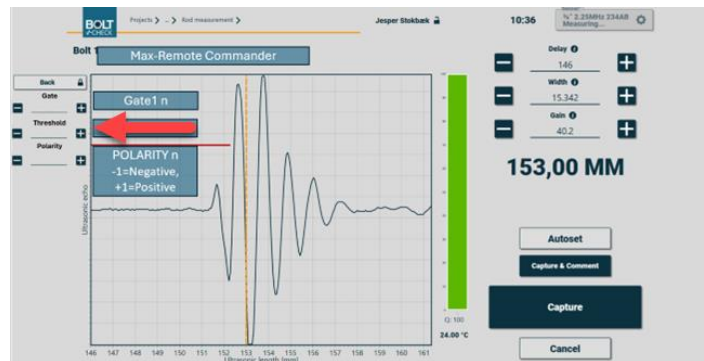 BOLT
CHECK
Projects > ... > Rod measurement >
Jesper Stokbæk
10:36
¾" 2.25MHz 234AB
Measuring...
Bolt 1
Max-Remote Commander
Back
Gate
Threshold
Polarity
Gate1 n
POLARITY n
-1=Negative,
+1=Positive
Ultrasonic echo
146 147 148 149 150 151 152 153 154 155 156 157 158 159 160 161
Ultrasonic length [mm]
Q: 100
24.00 °C
Delay
146
Width
15.342
Gain
40.2
153,00 MM
Autoset
Capture & Comment
Capture
Cancel